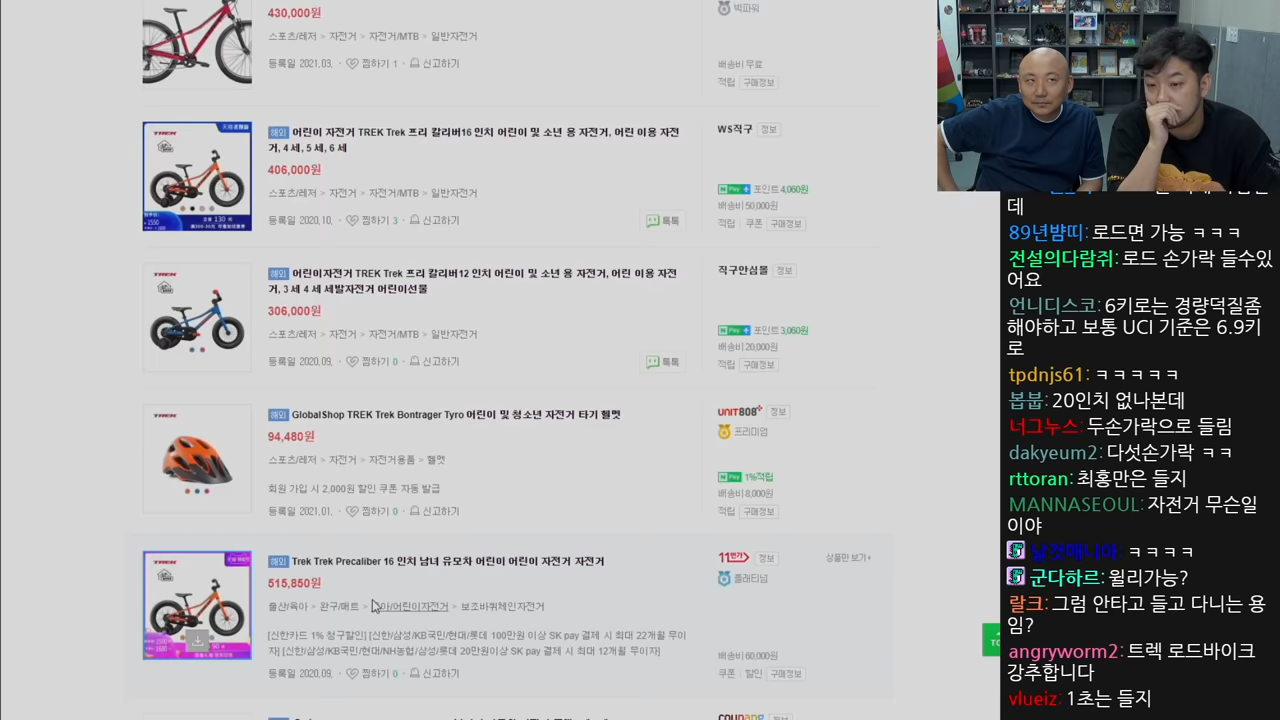 430,000원
박파워
스포츠/레저 > 자전거 > 자전거/MTB > 일반자전거
등록일 2021.03. · 찜하기 1 · 신고하기
배송비 무료
적립 구매정보
해외 어린이 자전거 TREK Trek 프리 칼리버16 인치 어린이 및 소년 용 자전거, 어린 이용 자전
거, 4 세, 5 세, 6 세
WS직구 정보
406,000원
스포츠/레저 > 자전거 > 자전거/MTB > 일반자전거
Pay + 포인트 4,060원
배송비 50,000원
등록일 2020.10. · 찜하기 3 · 신고하기
톡톡
적립 쿠폰 구매정보
TREK
해외 어린이자전거 TREK Trek 프리 칼리버12 인치 어린이 및 소년 용 자전거, 어린 이용 자전
거, 3 세 4 세 세발자전거 어린이선물
직구안심몰 정보
306,000원
스포츠/레저 > 자전거 > 자전거/MTB > 일반자전거
Pay + 포인트 3,060원
배송비 20,000원
등록일 2020.09. · 찜하기 0 · 신고하기
톡톡
적립 구매정보
TREK
해외 Global$hop TREK Trek Bontrager Tyro 어린이 및 청소년 자전거 타기 헬멧
UNIT808+ 정보
94,480원
프리미엄
스포츠/레저 > 자전거 > 자전거용품 > 헬멧
Pay 1%적립
회원 가입 시 2,000원 할인 쿠폰 자동 발급
배송비 8,000원
등록일 2021.01. · 찜하기 0 · 신고하기
적립 구매정보
TREK
해외 Trek Trek Precaliber 16 인치 남녀 유모차 어린이 어린이 자전거 자전거
11번가 정보
상품만 보기
515,850원
플래티넘
출산/육아 > 완구/매트 > 아/어린이자전거 > 보조바퀴체인자전거
[신한카드 1% 청구할인] [신한/삼성/KB국민/현대/롯데 100만원 이상 SK pay 결제 시 최대 22개월 무이
자] [신한/삼성/KB국민/현대/NH농협/삼성/롯데 20만원이상 SK pay 결제 시 최대 12개월 무이자]
배송비 60,000원
등록일 2020.09. · 찜하기 0 · 신고하기
쿠폰 할인 구매정보
TREK
coupang 정보
데
89년뱜띠: 로드면 가능 ㅋㅋㅋ
전설의다람쥐: 로드 손가락 들수있
어요
언니디스코: 6키로는 경량덕질좀
해야하고 보통 UCI 기준은 6.9키
로
tpdnjs61: ㅋㅋㅋㅋㅋ
봅붑: 20인치 없나본데
너그누스: 두손가락으로 들림
dakyeum2: 다섯손가락 ㅋㅋ
rttoran: 최홍만은 들지
MANNASEOUL: 자전거 무슨일
이야
날것매니아: ㅋㅋㅋㅋ
군다하르: 윌리가능?
랄크: 그럼 안타고 들고 다니는 용
임?
angryworm2: 트렉 로드바이크
강추합니다
vlueiz: 1초는 들지